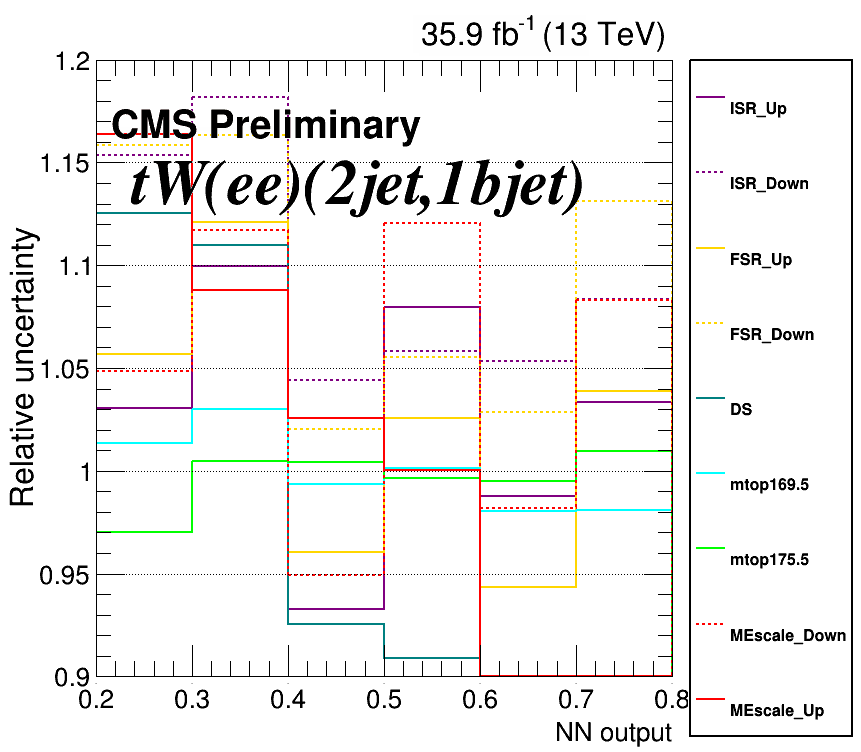 35.9 fb-1 (13 TeV)
CMS Preliminary
tW(ee)(2jet,1bjet)
Relative uncertainty
1.2
1.15
1.1
1.05
1
0.95
0.9
0.2 0.3 0.4 0.5 0.6 0.7 0.8
NN output
ISR_Up
ISR_Down
FSR_Up
FSR_Down
DS
mtop169.5
mtop175.5
MEscale_Down
MEscale_Up